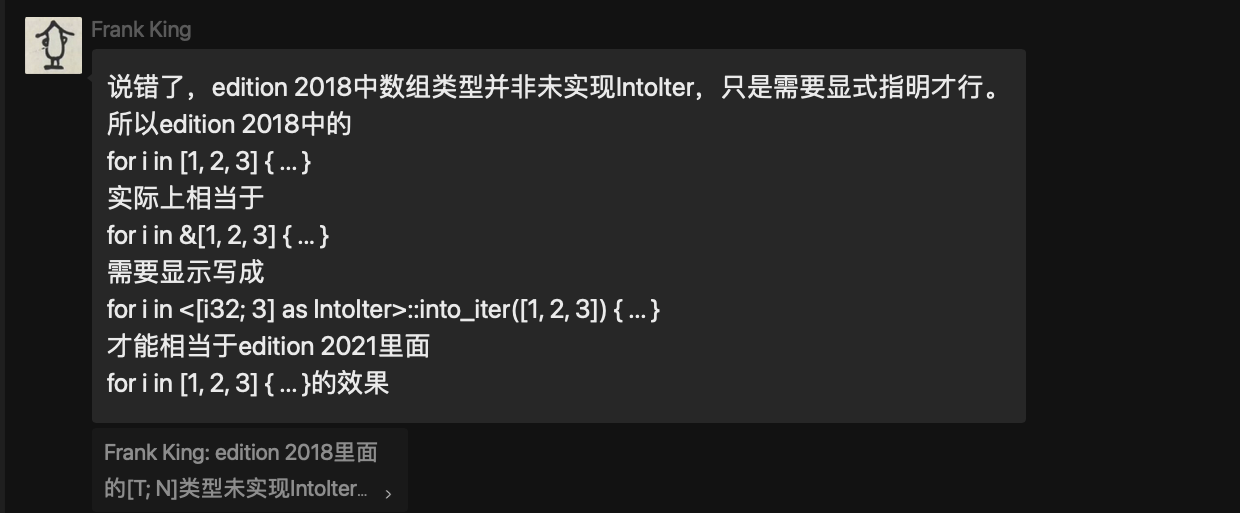 Frank King
说错了，edition 2018中数组类型并非未实现IntoIter，只是需要显式指明才行。
所以edition 2018中的
for i in [1, 2, 3] { ... }
实际上相当于
for i in &[1, 2, 3] { ... }
需要显示写成
for i in <[i32; 3] as IntoIter>::into_iter([1, 2, 3]) { ... }
才能相当于edition 2021里面
for i in [1, 2, 3] { ... }的效果
Frank King: edition 2018里面
的[T; N]类型未实现IntoIter...